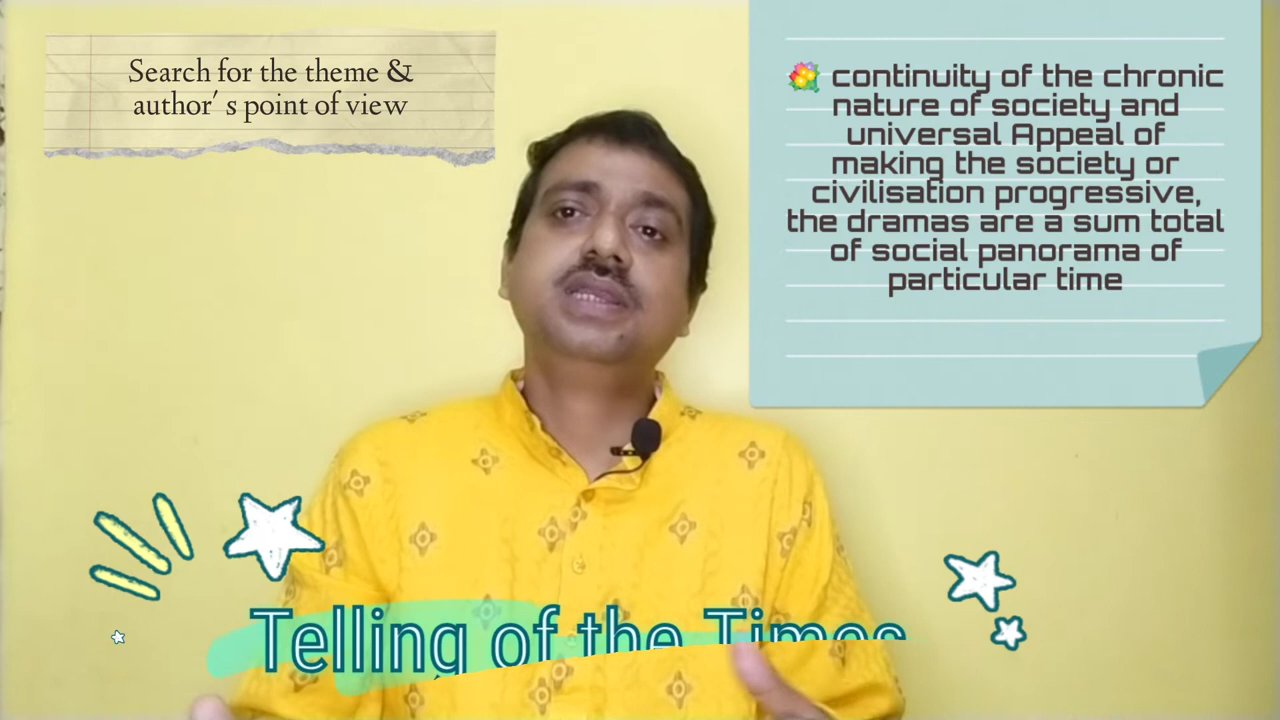 Search for the theme &
author's point of view
continuity of the chronic
nature of society and
universal Appeal of
making the society or
civilisation progressive,
the dramas are a sum total
of social panorama of
particular time
Telling of the Times